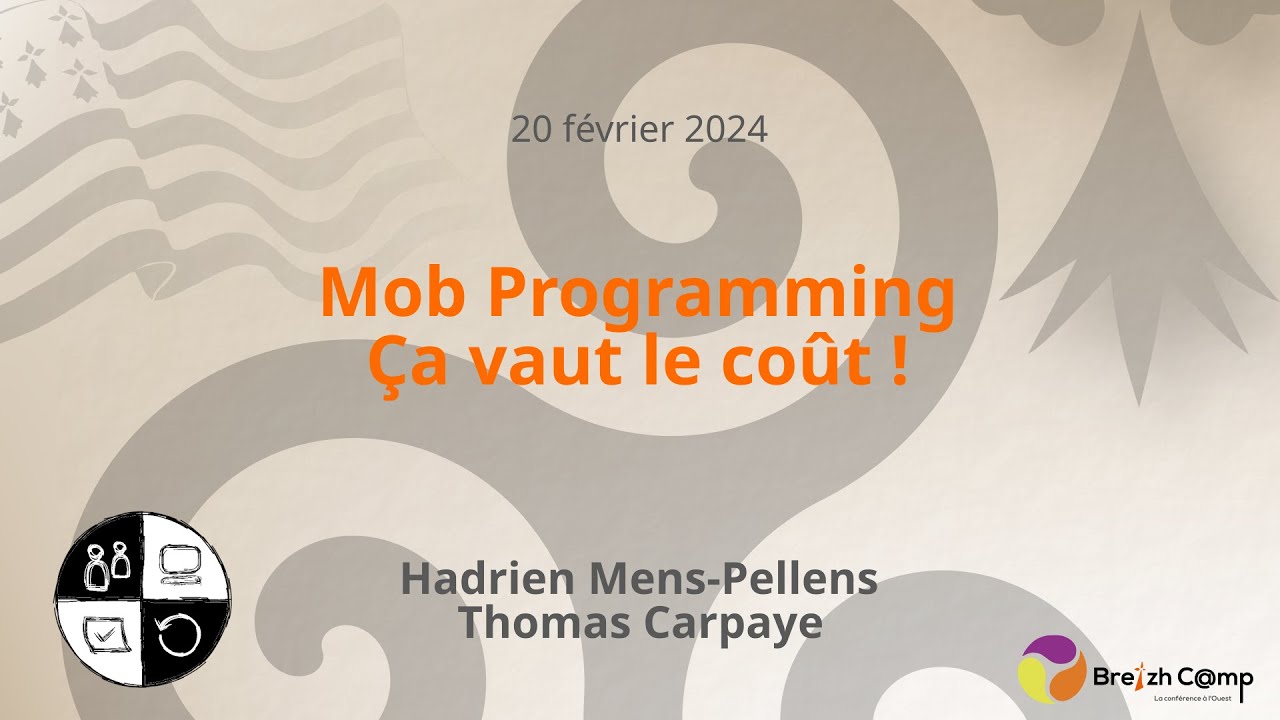 20 février 2024
Mob Programming
Ça vaut le coût !
Hadrien Mens-Pellens
Thomas Carpaye
Breizh C@mp
La conférence à l'Ouest